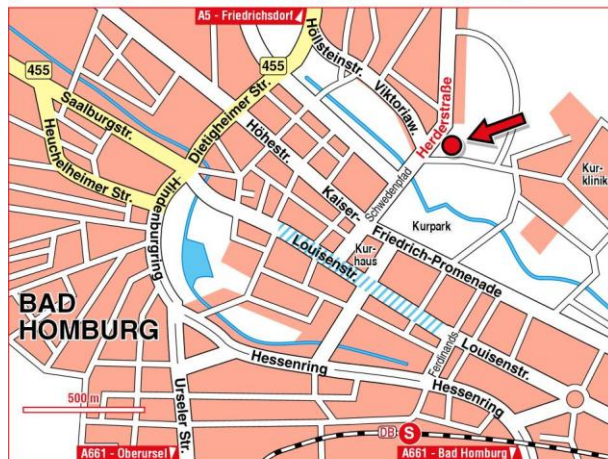 A5 - Friedrichsdorf
455
455
Höllsteinstr.
Viktoriaw.
Herderstraße
Saalburgstr.
Dietigheimer Str.
Heuchelheimer Str.
Höhestr.
Hindenburgring
Schwedenpfad
Kur-
klinik
Kaiser-
Friedrich-Promenade
Kurpark
Kur-
haus
Louisenstr.
BAD
HOMBURG
Hessenring
Ferdinands
Louisenstr.
Hessenring
Urseler Str.
500 m
DB S
A661 - Oberursel
A661 - Bad Homburg